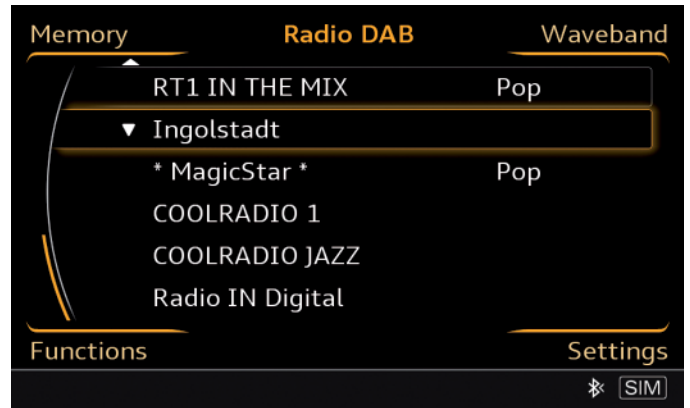 Memory Radio DAB Waveband
RT1 IN THE MIX Pop
▼ Ingolstadt
* MagicStar * Pop
COOLRADIO 1
COOLRADIO JAZZ
Radio IN Digital
Functions Settings
SIM